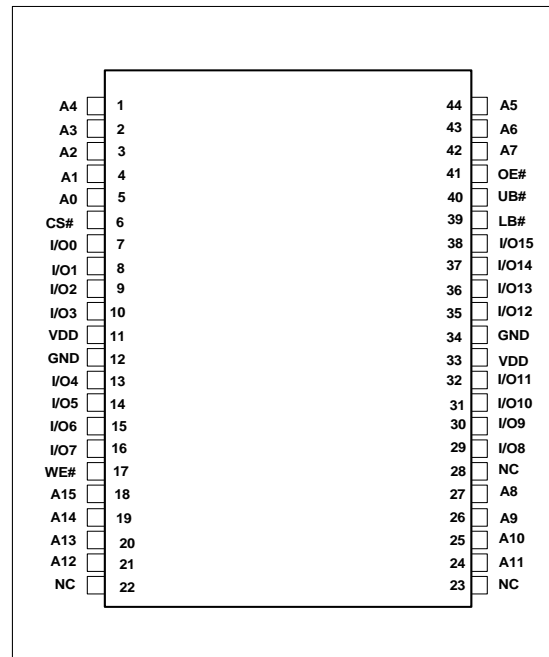 A4 1 44 A5
A3 2 43 A6
A2 3 42 A7
A1 4 41 OE#
A0 5 40 UB#
CS# 6 39 LB#
I/O0 7 38 I/O15
I/O1 8 37 I/O14
I/O2 9 36 I/O13
I/O3 10 35 I/O12
VDD 11 34 GND
GND 12 33 VDD
I/O4 13 32 I/O11
I/O5 14 31 I/O10
I/O6 15 30 I/O9
I/O7 16 29 I/O8
WE# 17 28 NC
A15 18 27 A8
A14 19 26 A9
A13 20 25 A10
A12 21 24 A11
NC 22 23 NC